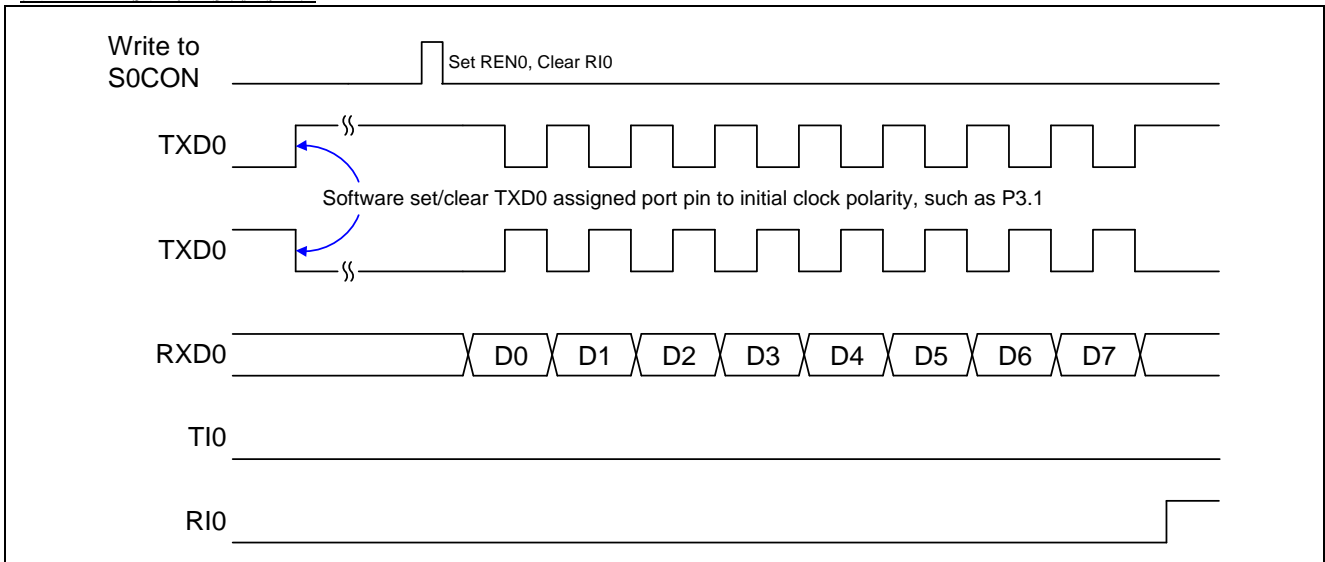 Write to
S0CON
Set REN0, Clear RI0
TXD0
Software set/clear TXD0 assigned port pin to initial clock polarity, such as P3.1
TXD0
RXD0 D0 D1 D2 D3 D4 D5 D6 D7
TI0
RI0